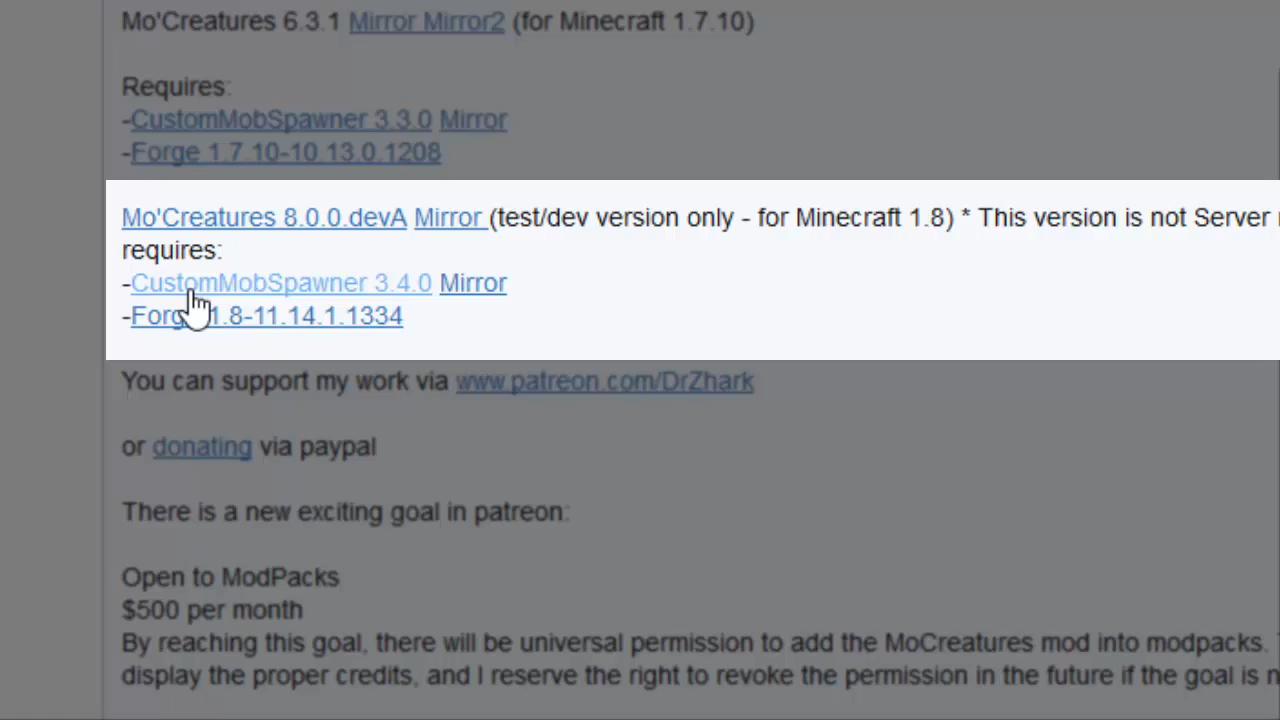 Mo'Creatures 6.3.1 Mirror Mirror2 (for Minecraft 1.7.10)
Requires:
-CustomMobSpawner 3.3.0 Mirror
-Forge 1.7.10-10.13.0.1208
Mo'Creatures 8.0.0.devA Mirror (test/dev version only - for Minecraft 1.8) * This version is not Server
requires:
-CustomMobSpawner 3.4.0 Mirror
-Forge 1.8-11.14.1.1334
You can support my work via www.patreon.com/DrZhark
or donating via paypal
There is a new exciting goal in patreon:
Open to ModPacks
$500 per month
By reaching this goal, there will be universal permission to add the MoCreatures mod into modpacks.
display the proper credits, and I reserve the right to revoke the permission in the future if the goal is